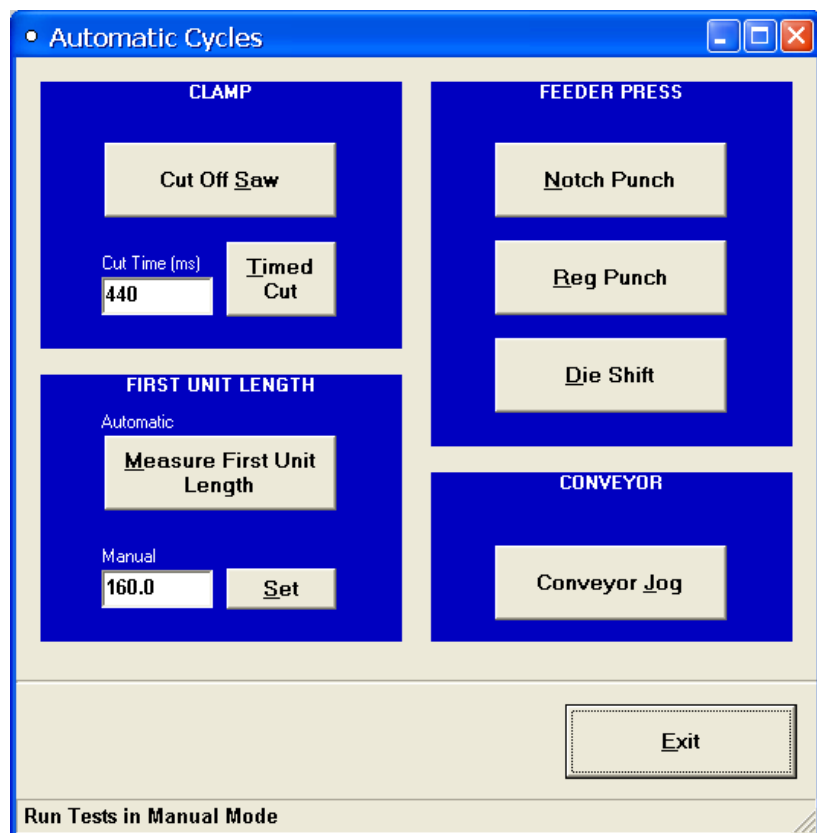 Automatic Cycles
CLAMP
Cut Off Saw
Cut Time (ms)
440
Timed
Cut
FIRST UNIT LENGTH
Automatic
Measure First Unit
Length
Manual
160.0
Set
FEEDER PRESS
Notch Punch
Reg Punch
Die Shift
CONVEYOR
Conveyor Jog
Exit
Run Tests in Manual Mode